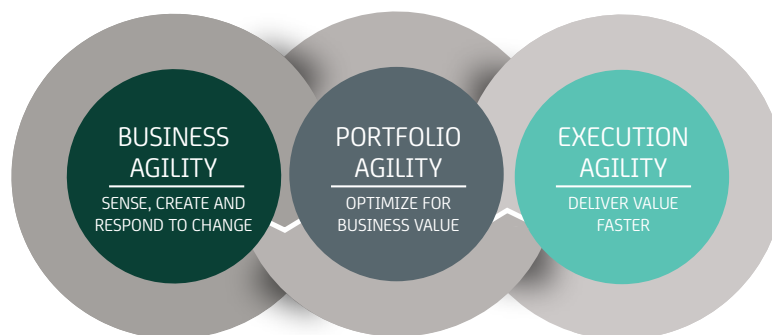 BUSINESS
AGILITY
SENSE, CREATE AND
RESPOND TO CHANGE
PORTFOLIO
AGILITY
OPTIMIZE FOR
BUSINESS VALUE
EXECUTION
AGILITY
DELIVER VALUE
FASTER